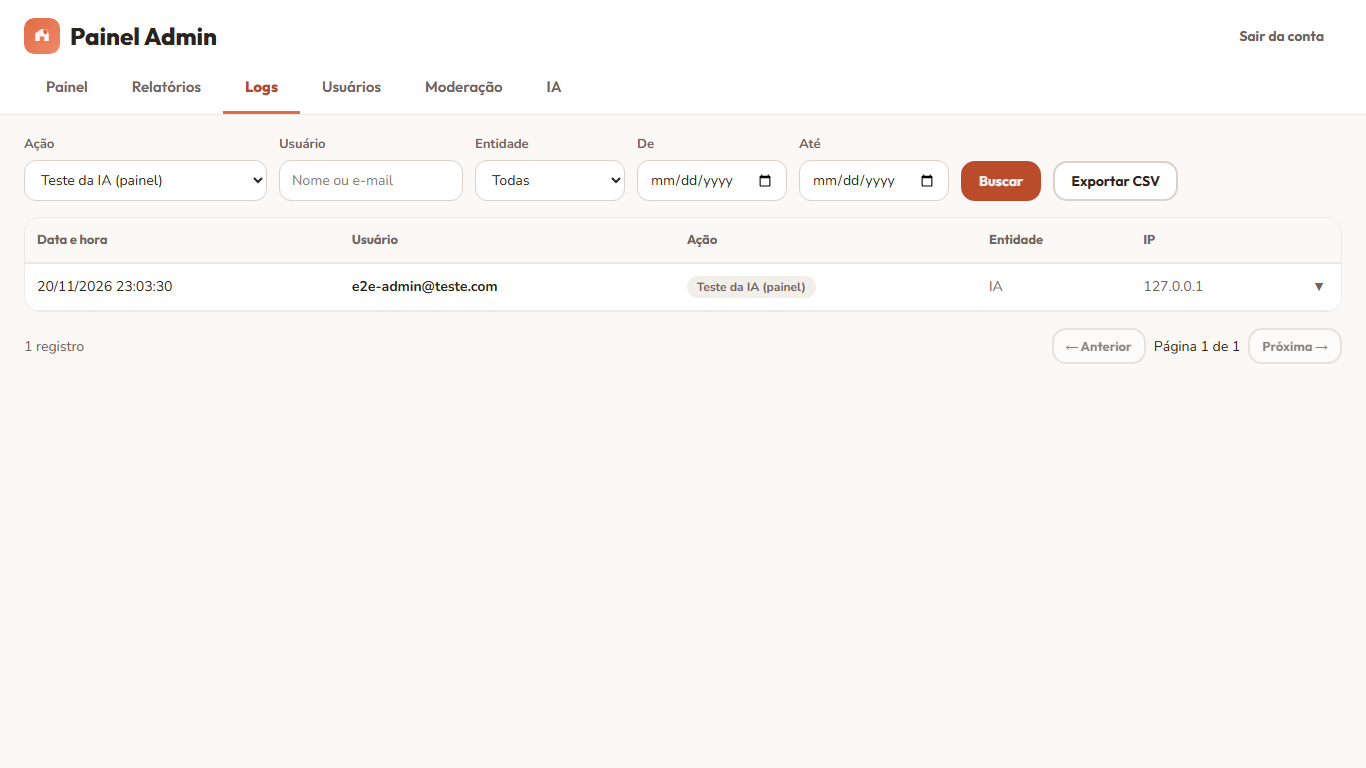 Painel Admin
Sair da conta
Painel Relatórios Logs Usuários Moderação IA
Ação Usuário Entidade De Até
Teste da IA (painel) Nome ou e-mail Todas mm/dd/yyyy mm/dd/yyyy Buscar Exportar CSV
Data e hora Usuário Ação Entidade IP
20/11/2026 23:03:30 e2e-admin@teste.com Teste da IA (painel) IA 127.0.0.1 ▼
1 registro ← Anterior Página 1 de 1 Próxima →